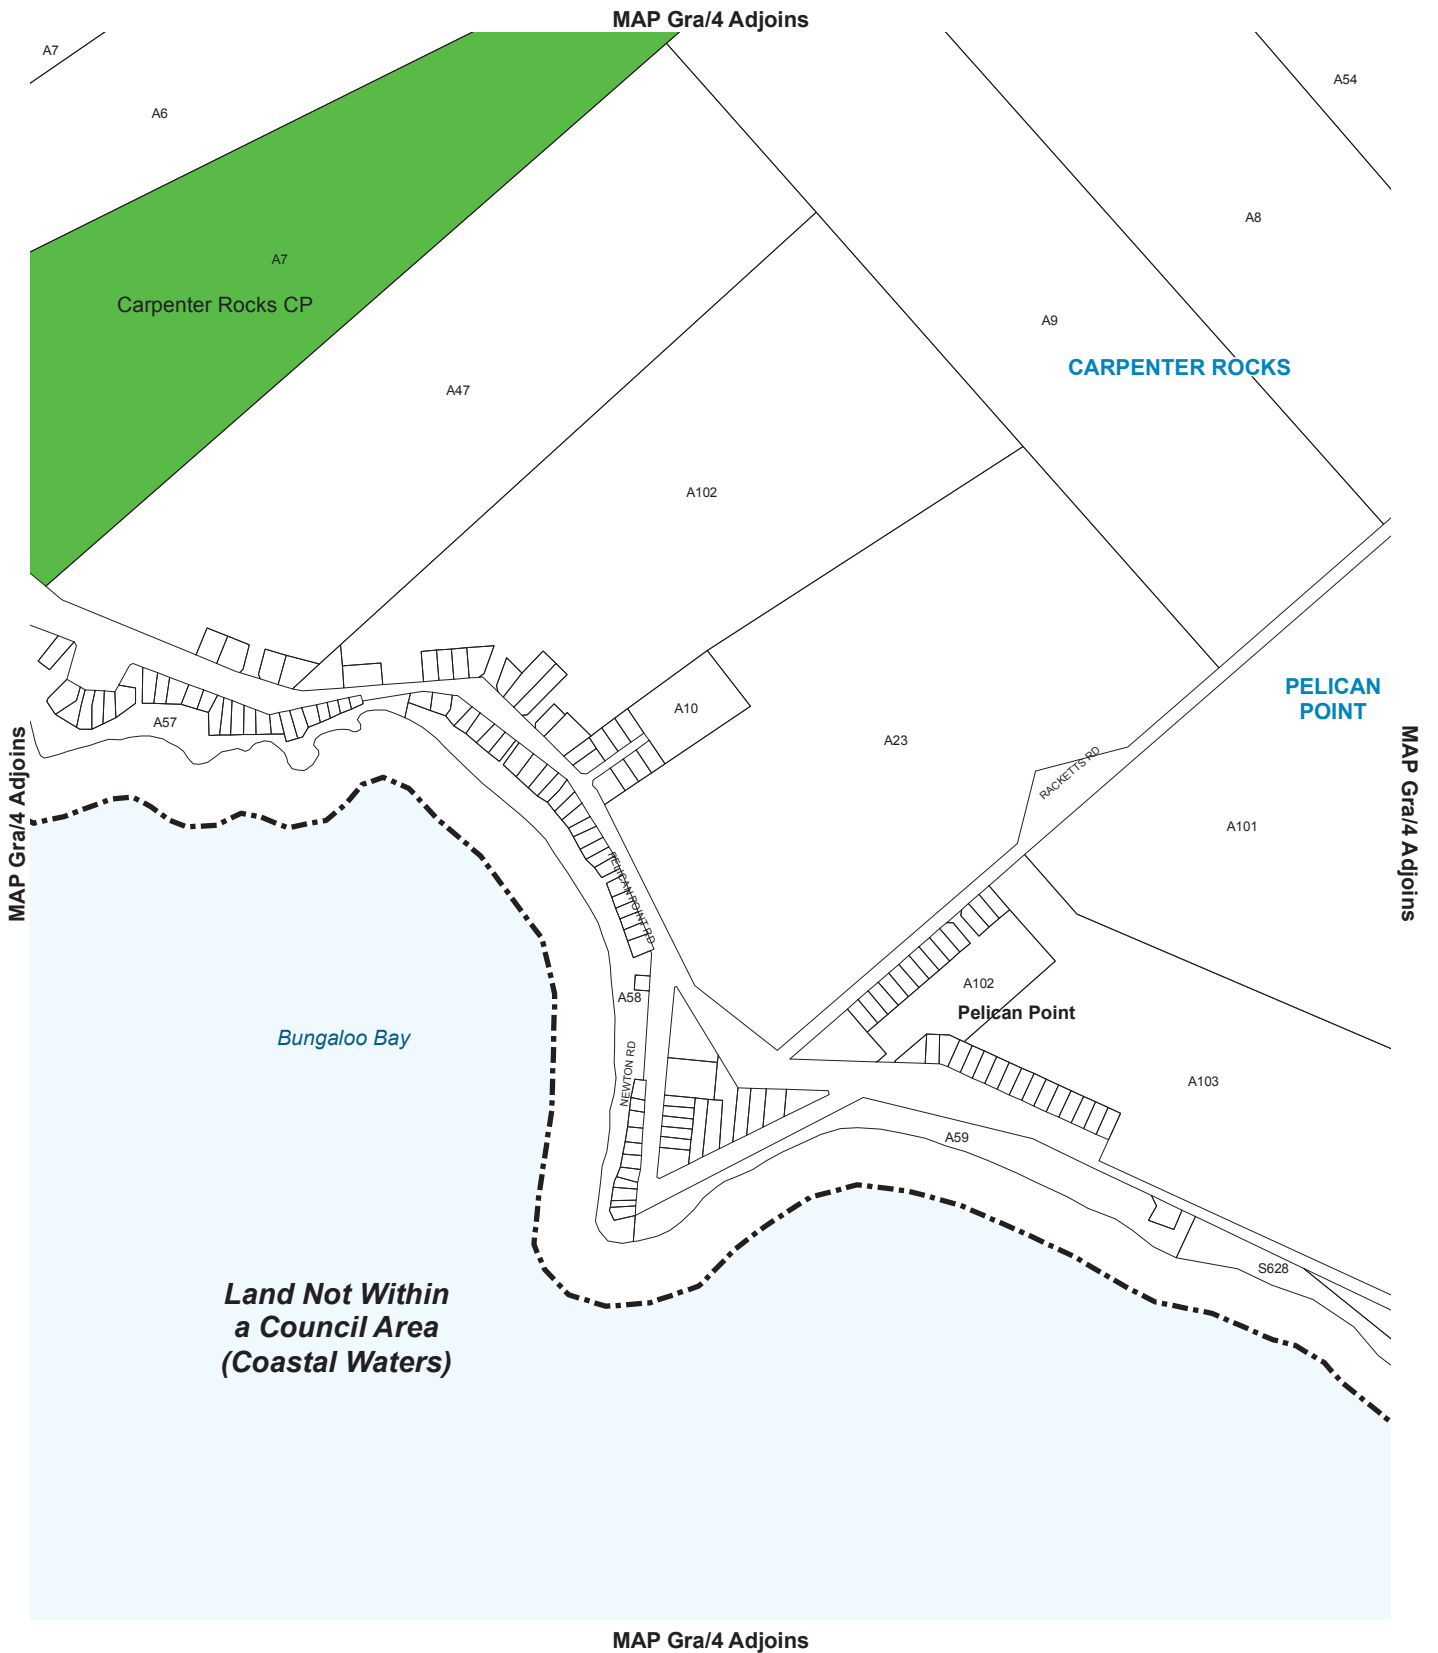 MAP Gra/4 Adjoins
A7
A54
A6
A8
A7
Carpenter Rocks CP
A9
CARPENTER ROCKS
A47
A102
PELICAN
POINT
A10
A57
A23
RACKETTS RD
MAP Gra/4 Adjoins
MAP Gra/4 Adjoins
A101
PELICAN POINT RD
A102
A58
Pelican Point
Bungaloo Bay
NEWTON RD
A103
A59
S628
Land Not Within
a Council Area
(Coastal Waters)
MAP Gra/4 Adjoins